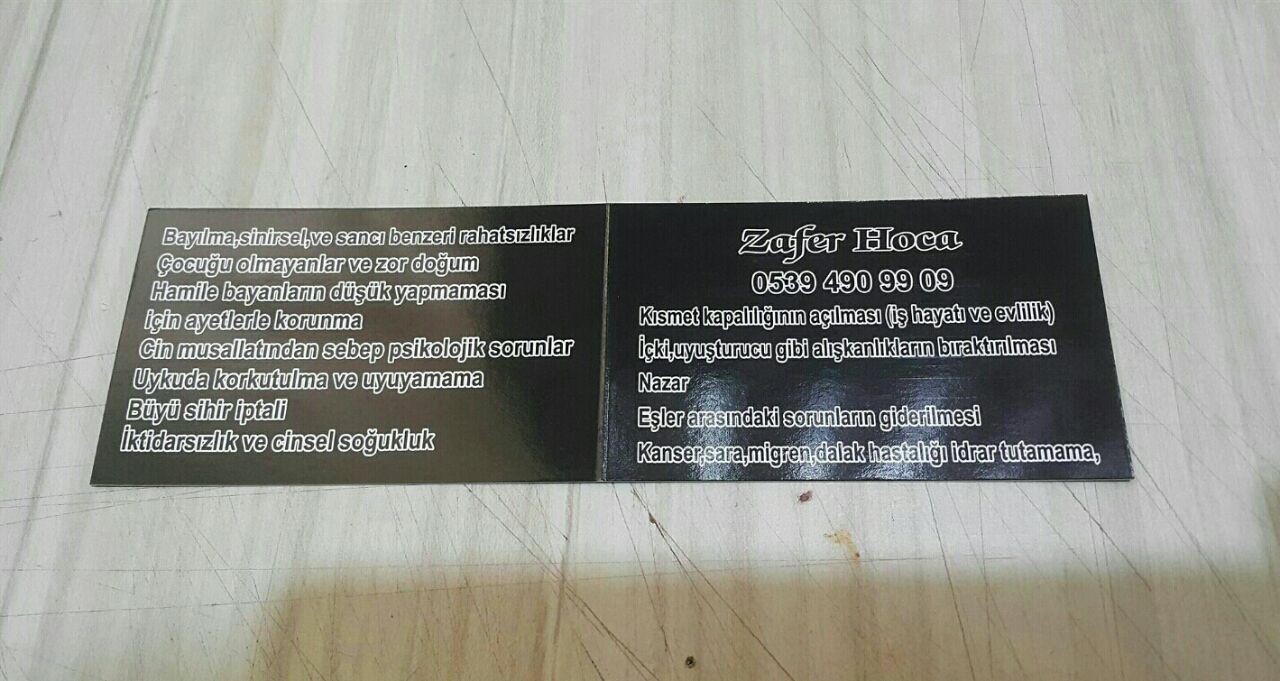 Bayılma,sinirsel,ve sancı benzeri rahatsızlıklar
Çocuğu olmayanlar ve zor doğum
Hamile bayanların düşük yapmaması
için ayetlerle korunma
Cin musallatından sebep psikolojik sorunlar
Uykuda korkutulma ve uyuyamama
Büyü sihir iptali
İktidarsızlık ve cinsel soğukluk
Zafer Hoca
0539 490 99 09
Kısmet kapalılığının açılması (iş hayatı ve evlilik)
İçki,uyuşturucu gibi alışkanlıkların bıraktırılması
Nazar
Eşler arasındaki sorunların giderilmesi
Kanser,sara,migren,dalak hastalığı idrar tutamama,